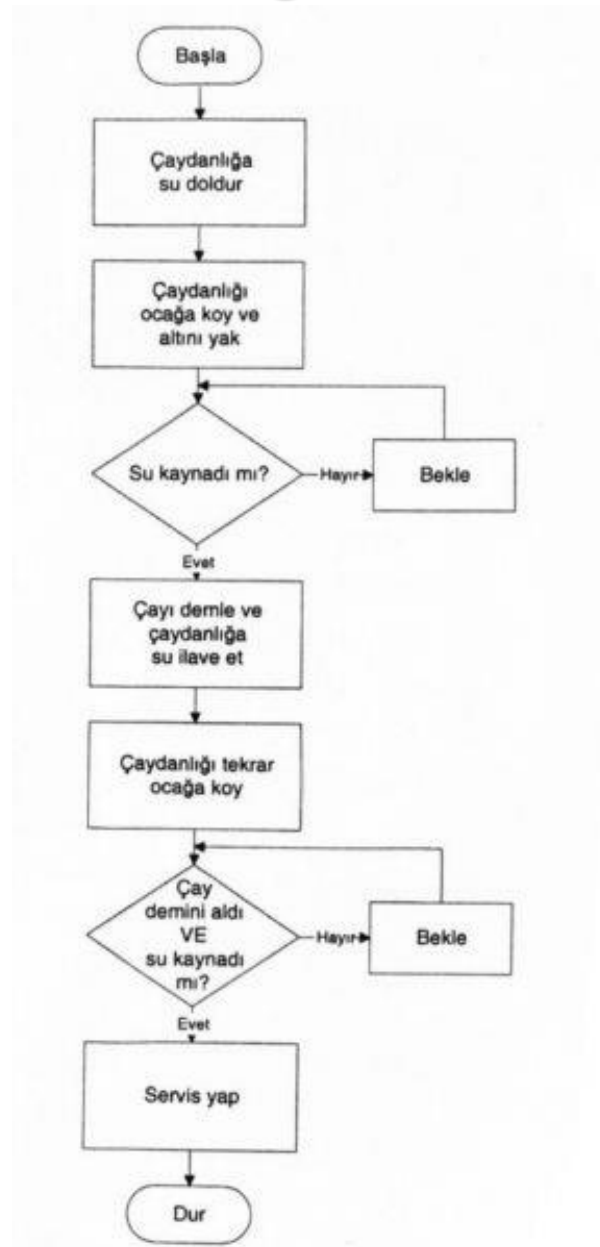 Başla
Çaydanlığa
su doldur
Çaydanlığı
ocağa koy ve
altını yak
Su kaynadı mı?
Hayır
Bekle
Evet
Çayı demle ve
çaydanlığa
su ilave et
Çaydanlığı tekrar
ocağa koy
Çay
demini aldı
VE
su kaynadı
mı?
Hayır
Bekle
Evet
Servis yap
Dur